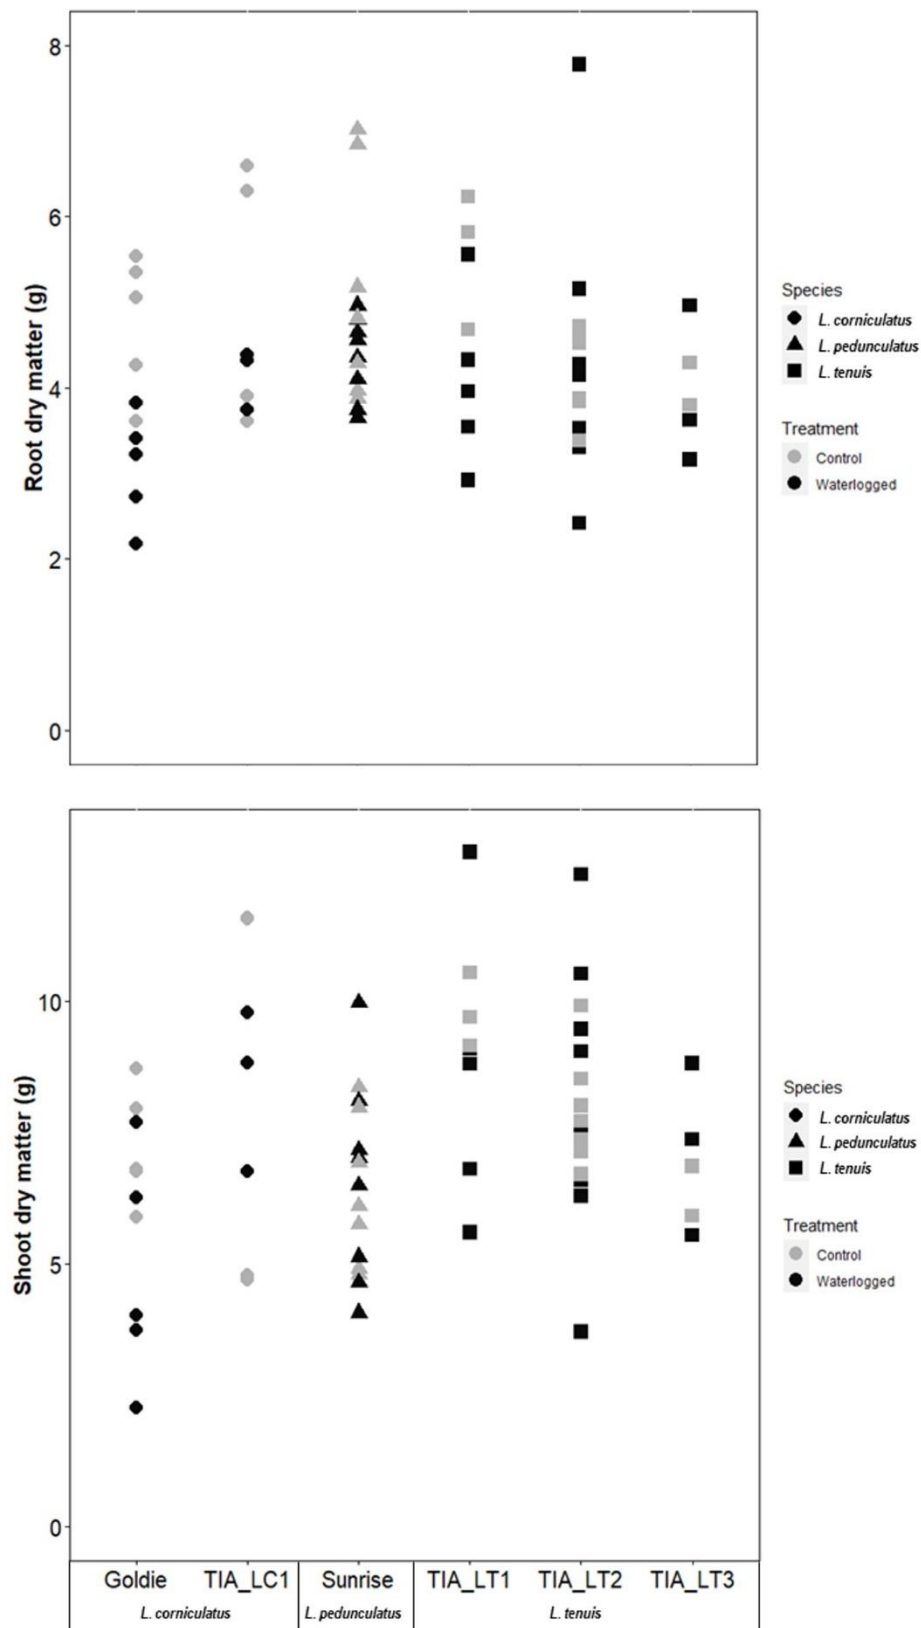 8
6
4
2
0
Root dry matter (g)
Species
L. corniculatus
L. pedunculatus
L. tenuis
Treatment
Control
Waterlogged
10
5
0
Shoot dry matter (g)
Species
L. corniculatus
L. pedunculatus
L. tenuis
Treatment
Control
Waterlogged
Goldie TIA_LC1 Sunrise TIA_LT1 TIA_LT2 TIA_LT3
L. corniculatus L. pedunculatus L. tenuis